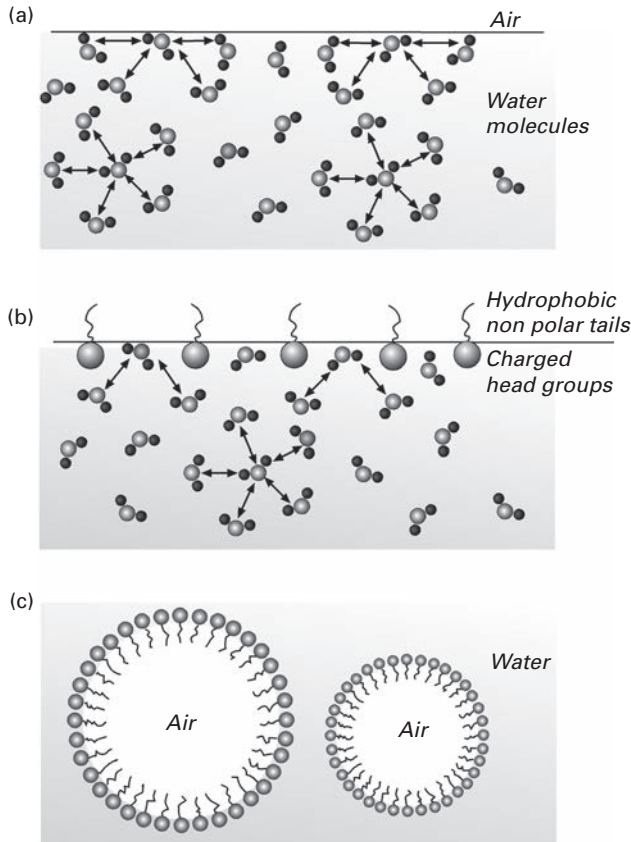 (a)
Air
Water
molecules
(b)
Hydrophobic
non polar tails
Charged
head groups
(c)
Water
Air
Air